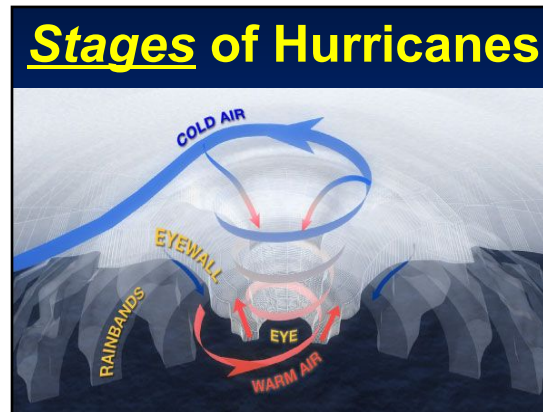 Stages of Hurricanes
COLD AIR
EYEWALL
RAINBANDS
EYE
WARM AIR